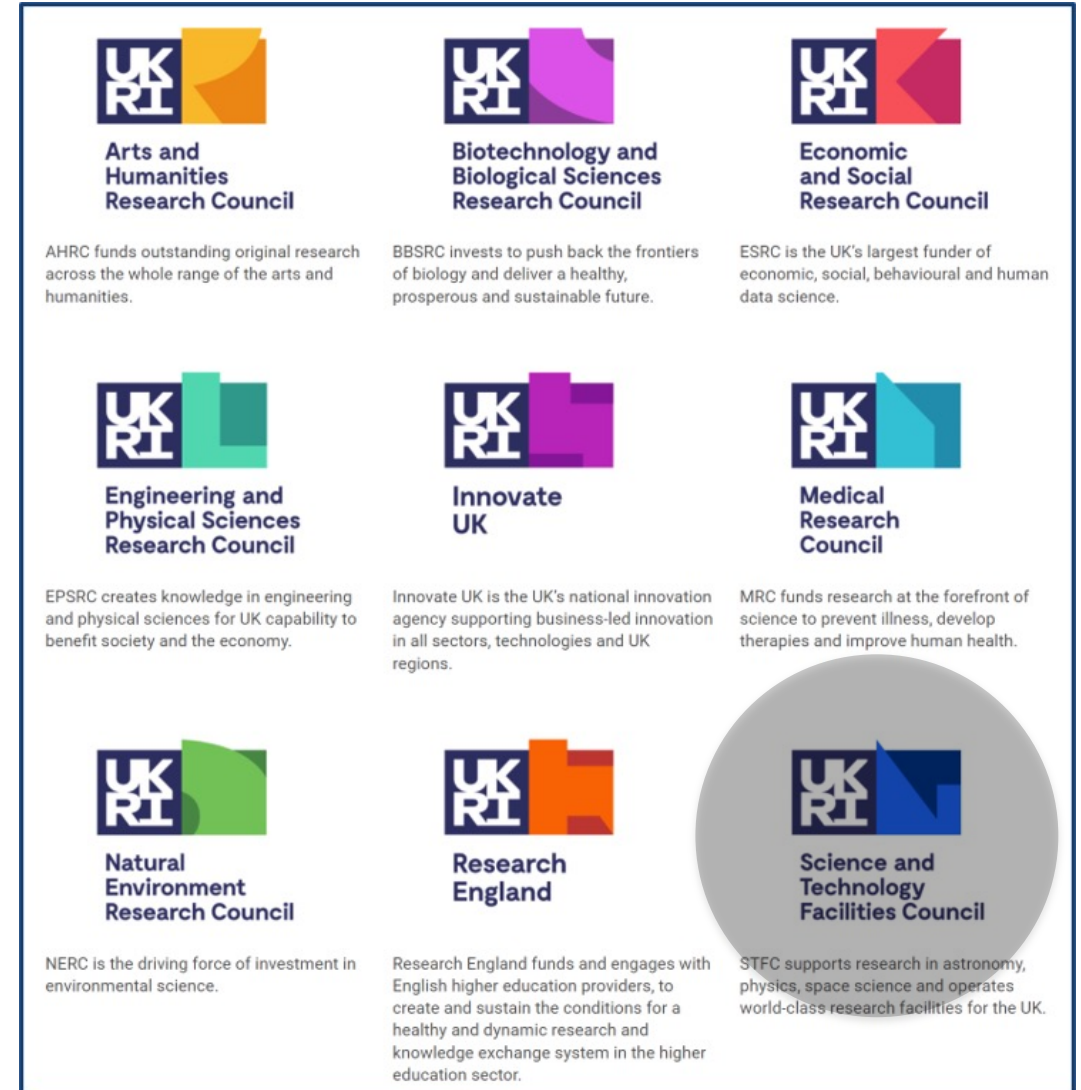 UK
RI
Arts and
Humanities
Research Council
AHRC funds outstanding original research
across the whole range of the arts and
humanities.
UK
RI
Biotechnology and
Biological Sciences
Research Council
BBSRC invests to push back the frontiers
of biology and deliver a healthy,
prosperous and sustainable future.
UK
RI
Economic
and Social
Research Council
ESRC is the UK's largest funder of
economic, social, behavioural and human
data science.
UK
RI
Engineering and
Physical Sciences
Research Council
EPSRC creates knowledge in engineering
and physical sciences for UK capability to
benefit society and the economy.
UK
RI
Innovate
UK
Innovate UK is the UK's national innovation
agency supporting business-led innovation
in all sectors, technologies and UK
regions.
UK
RI
Medical
Research
Council
MRC funds research at the forefront of
science to prevent illness, develop
therapies and improve human health.
UK
RI
Natural
Environment
Research Council
NERC is the driving force of investment in
environmental science.
UK
RI
Research
England
Research England funds and engages with
English higher education providers, to
create and sustain the conditions for a
healthy and dynamic research and
knowledge exchange system in the higher
education sector.
UK
RI
Science and
Technology
Facilities Council
STFC supports research in astronomy,
physics, space science and operates
world-class research facilities for the UK.